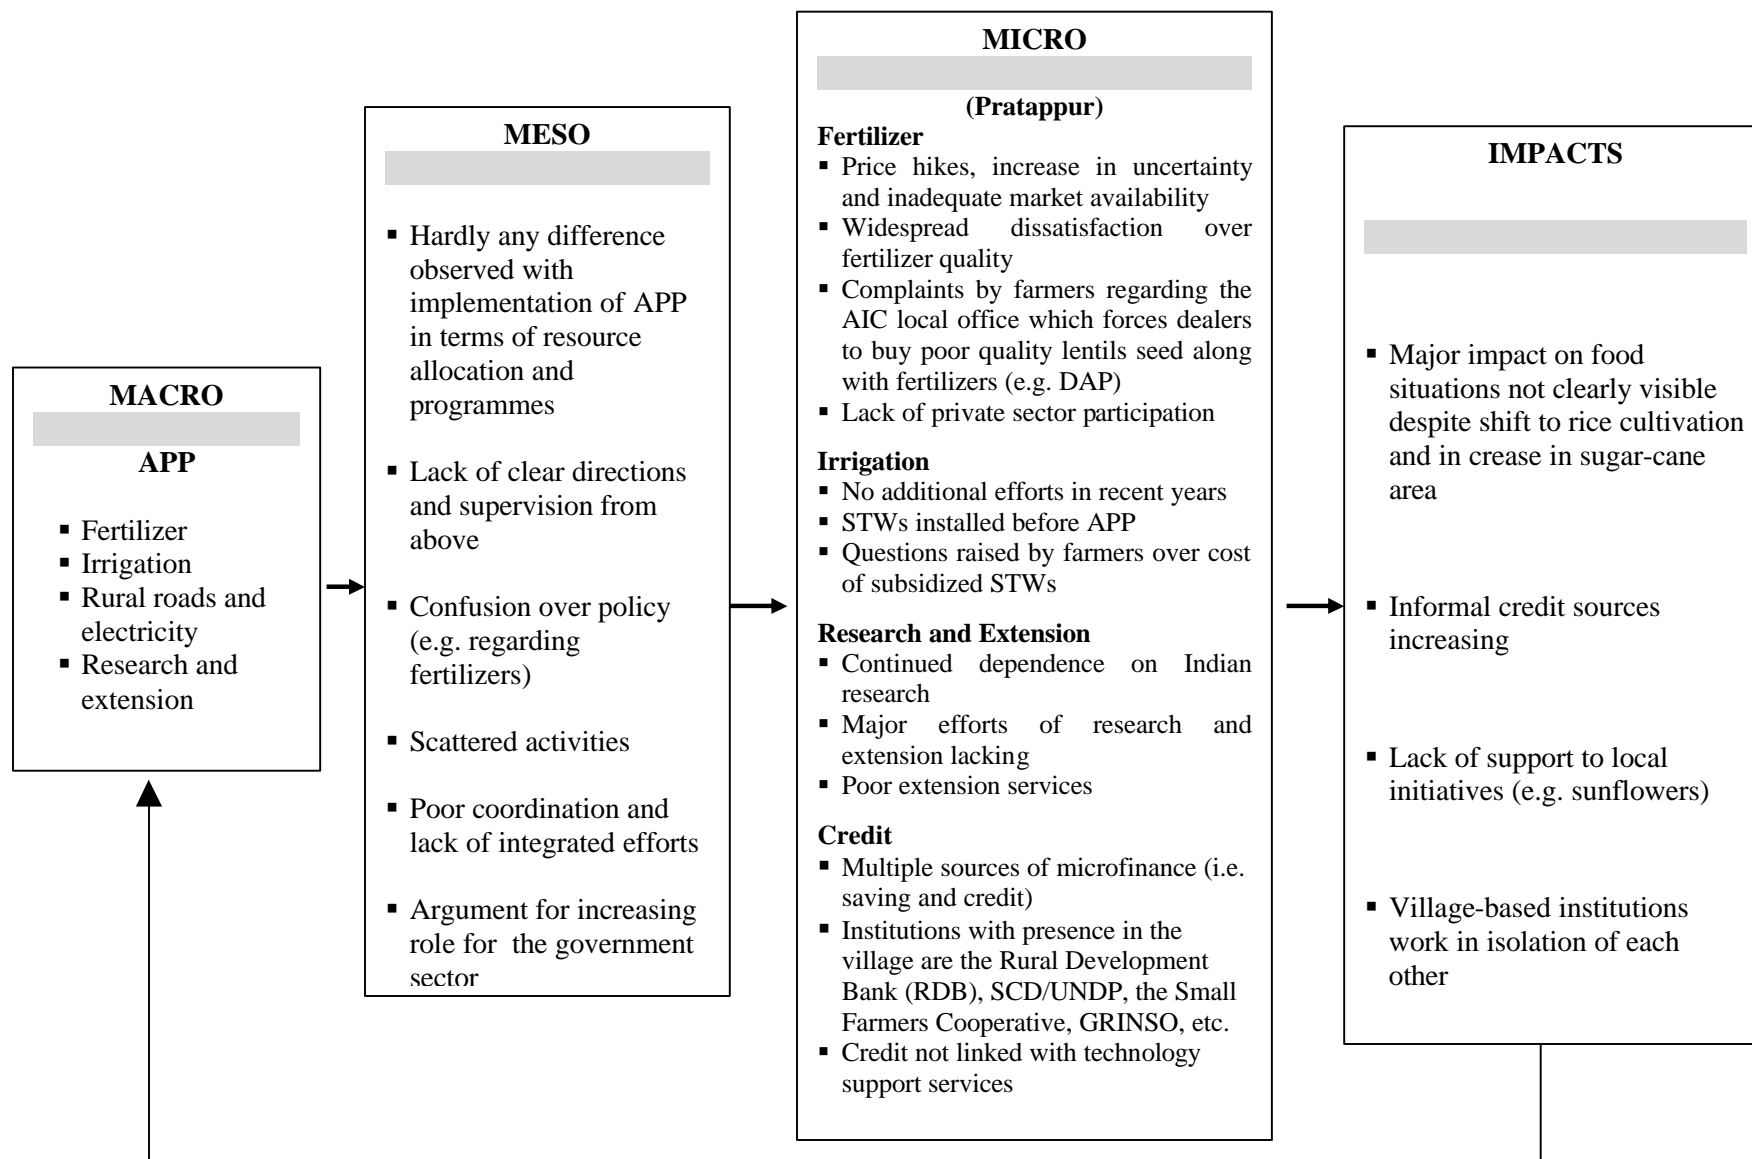 MACRO
APP
▪ Fertilizer
▪ Irrigation
▪ Rural roads and
electricity
▪ Research and
extension
MESO
▪ Hardly any difference
observed with
implementation of APP
in terms of resource
allocation and
programmes
▪ Lack of clear directions
and supervision from
above
▪ Confusion over policy
(e.g. regarding
fertilizers)
▪ Scattered activities
▪ Poor coordination and
lack of integrated efforts
▪ Argument for increasing
role for the government
sector
MICRO
(Pratappur)
Fertilizer
▪ Price hikes, increase in uncertainty
and inadequate market availability
▪ Widespread dissatisfaction over
fertilizer quality
▪ Complaints by farmers regarding the
AIC local office which forces dealers
to buy poor quality lentils seed along
with fertilizers (e.g. DAP)
▪ Lack of private sector participation
Irrigation
▪ No additional efforts in recent years
▪ STWs installed before APP
▪ Questions raised by farmers over cost
of subsidized STWs
Research and Extension
▪ Continued dependence on Indian
research
▪ Major efforts of research and
extension lacking
▪ Poor extension services
Credit
▪ Multiple sources of microfinance (i.e.
saving and credit)
▪ Institutions with presence in the
village are the Rural Development
Bank (RDB), SCD/UNDP, the Small
Farmers Cooperative, GRINSO, etc.
▪ Credit not linked with technology
support services
IMPACTS
▪ Major impact on food
situations not clearly visible
despite shift to rice cultivation
and in crease in sugar-cane
area
▪ Informal credit sources
increasing
▪ Lack of support to local
initiatives (e.g. sunflowers)
▪ Village-based institutions
work in isolation of each
other